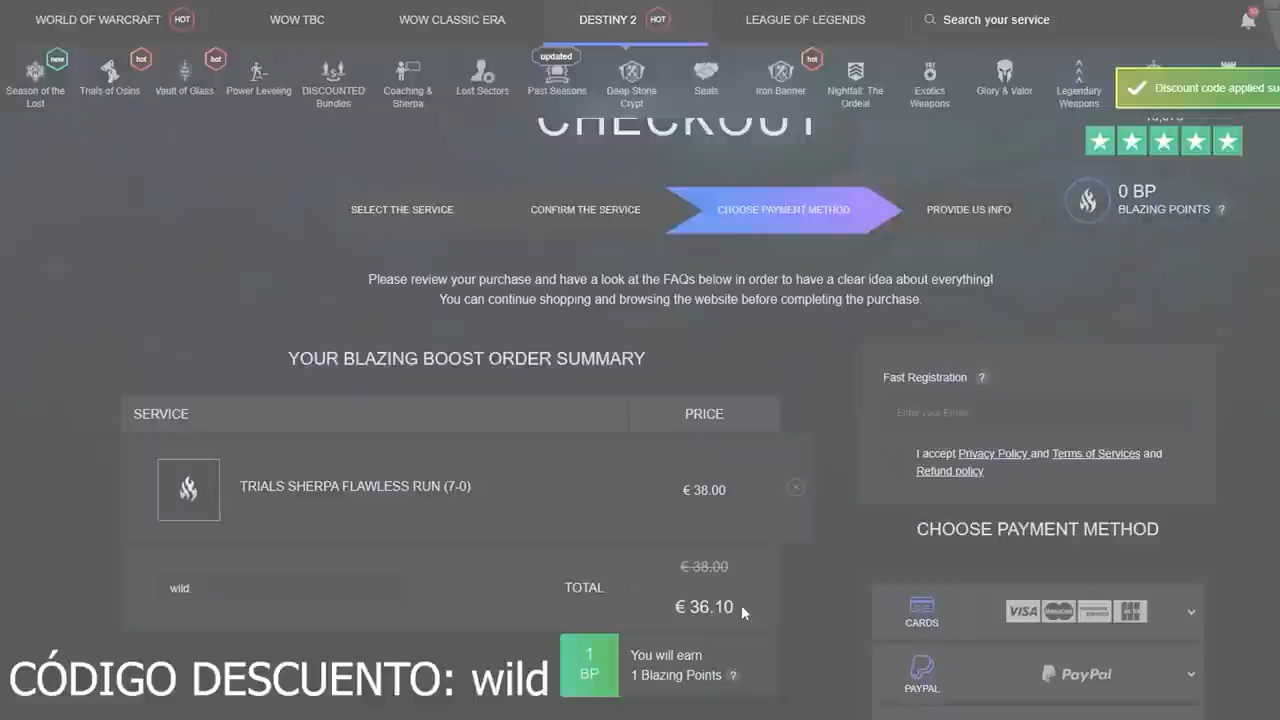 WORLD OF WARCRAFT HOT WOW TBC WOW CLASSIC ERA DESTINY 2 HOT LEAGUE OF LEGENDS Search your service
new hot hot updated hot
Season of the Lost
Trials of Osiris
Vault of Glass
Power Leveling
DISCOUNTED Bundles
Coaching & Sherpa
Lost Sectors
Past Seasons
Deep Stone Crypt
Seals
Iron Banner
Nightfall: The Ordeal
Exotics Weapons
Glory & Valor
Legendary Weapons
Discount code applied su
CHECKOUT
0 BP
BLAZING POINTS ?
SELECT THE SERVICE CONFIRM THE SERVICE CHOOSE PAYMENT METHOD PROVIDE US INFO
Please review your purchase and have a look at the FAQs below in order to have a clear idea about everything!
You can continue shopping and browsing the website before completing the purchase.
YOUR BLAZING BOOST ORDER SUMMARY
SERVICE PRICE
TRIALS SHERPA FLAWLESS RUN (7-0) € 38.00
€ 38.00
wild TOTAL
€ 36.10
1 BP
You will earn
1 Blazing Points ?
Fast Registration ?
Enter your Email
I accept Privacy Policy and Terms of Services and
Refund policy
CHOOSE PAYMENT METHOD
CARDS VISA
PAYPAL PayPal
CÓDIGO DESCUENTO: wild